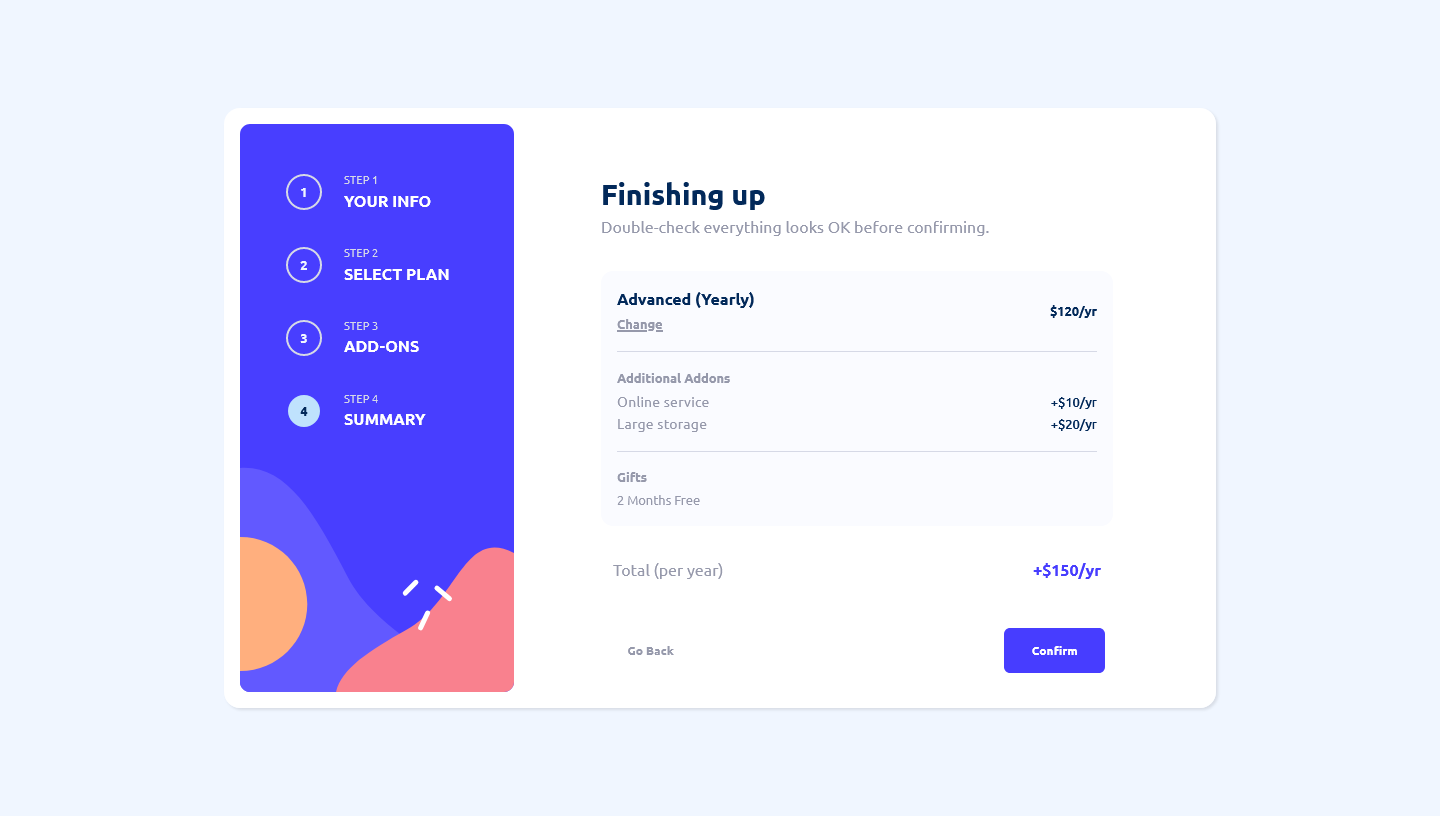 1
STEP 1
YOUR INFO
2
STEP 2
SELECT PLAN
3
STEP 3
ADD-ONS
4
STEP 4
SUMMARY
Finishing up
Double-check everything looks OK before confirming.
Advanced (Yearly)
Change
$120/yr
Additional Addons
Online service +$10/yr
Large storage +$20/yr
Gifts
2 Months Free
Total (per year) +$150/yr
Go Back Confirm